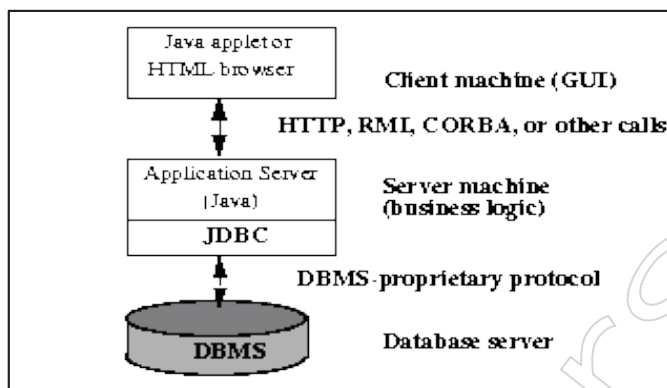 Java applet or
HTML browser
Client machine (GUI)
HTTP, RMI, CORBA, or other calls
Application Server
(Java)
Server machine
(business logic)
JDBC
DBMS-proprietary protocol
DBMS
Database server